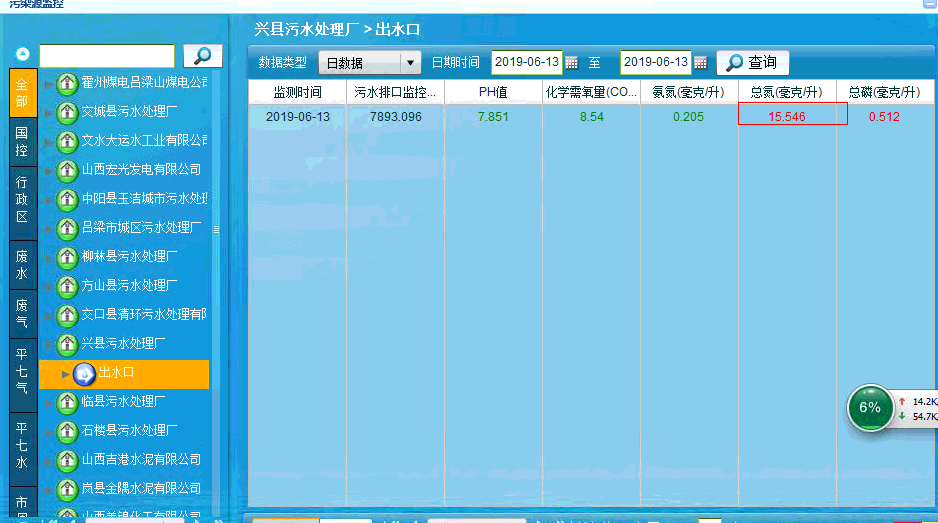 污染源监控
兴县污水处理厂 > 出水口
数据类型 日数据 日期时间 2019-06-13 至 2019-06-13 查询
监测时间 污水排口监控... PH值 化学需氧量(CO... 氨氮(毫克/升) 总氮(毫克/升) 总磷(毫克/升)
2019-06-13 7893.096 7.851 8.54 0.205 15.546 0.512
全部
国控
行政区
废水
废气
平七气
平七水
市
霍州煤电吕梁山煤电公司
交城县污水处理厂
文水大运水工业有限公司
山西宏光发电有限公司
中阳县玉洁城市污水处理
吕梁市城区污水处理厂
柳林县污水处理厂
方山县污水处理厂
交口县清环污水处理有限
兴县污水处理厂
出水口
临县污水处理厂
石楼县污水处理厂
山西吉港水泥有限公司
岚县金隅水泥有限公司
6%
14.2K
54.7K